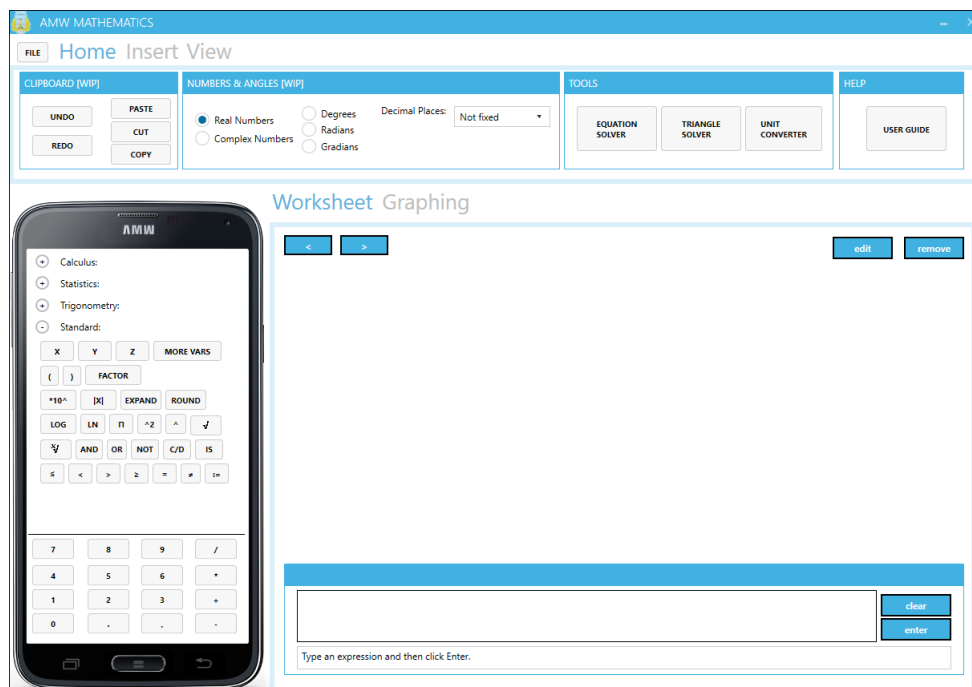 AMW MATHEMATICS
FILE Home Insert View
CLIPBOARD [WIP] NUMBERS & ANGLES [WIP] TOOLS HELP
UNDO PASTE
REDO CUT
COPY
Real Numbers
Complex Numbers
Degrees
Radians
Gradians
Decimal Places: Not fixed
EQUATION SOLVER
TRIANGLE SOLVER
UNIT CONVERTER
USER GUIDE
Worksheet Graphing
AMW
+ Calculus:
+ Statistics:
+ Trigonometry:
- Standard:
X Y Z MORE VARS
( ) FACTOR
*10^ |X| EXPAND ROUND
LOG LN Π ^2 ^ √
ˣ√ AND OR NOT C/D IS
≤ < > ≥ = ≠ :=
7 8 9 /
4 5 6 *
1 2 3 +
0 . . -
=
< > edit remove
clear
enter
Type an expression and then click Enter.